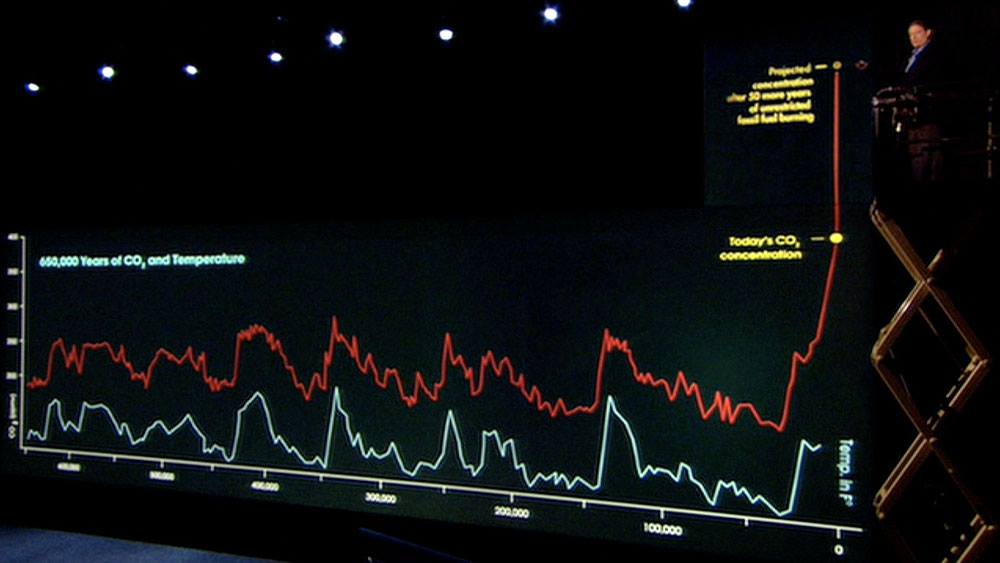 Projected
concentration
after 50 more years
of unrestricted
fossil fuel burning
Today's CO₂
concentration
650,000 Years of CO₂ and Temperature
CO₂
Temp. in F°
600,000
500,000
400,000
300,000
200,000
100,000
0